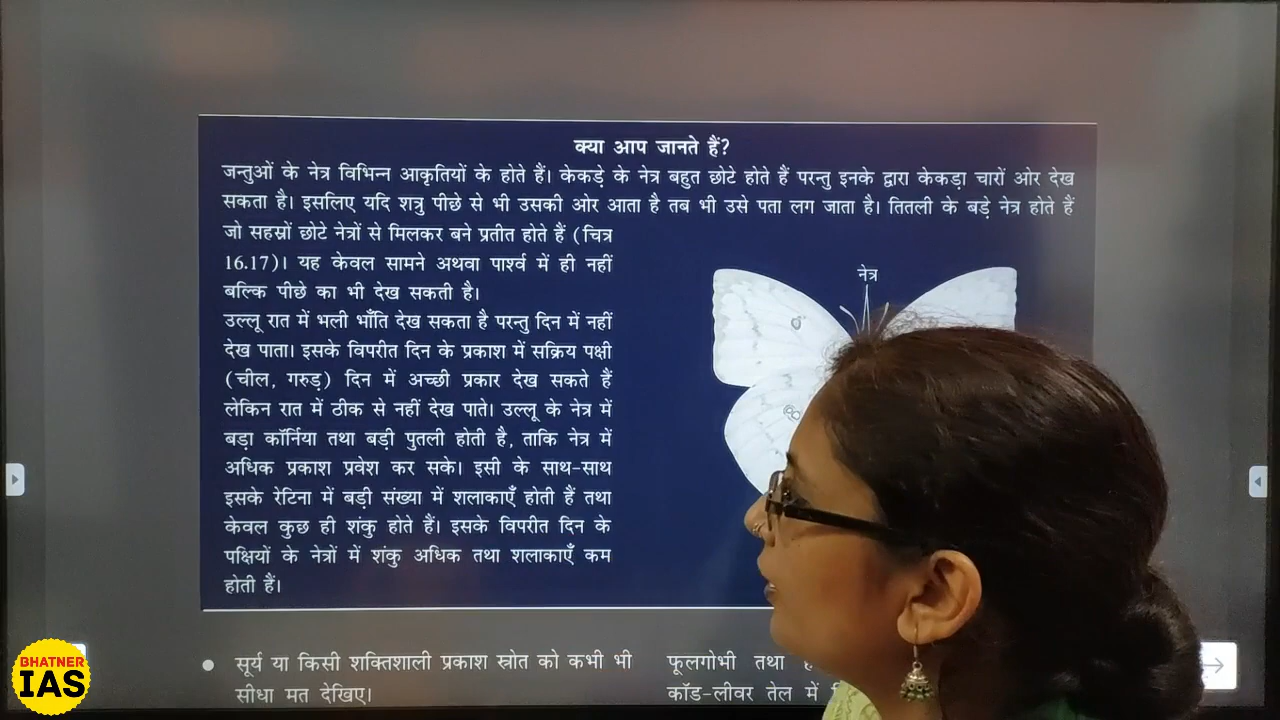 क्या आप जानते हैं?
जन्तुओं के नेत्र विभिन्न आकृतियों के होते हैं। केकड़े के नेत्र बहुत छोटे होते हैं परन्तु इनके द्वारा केकड़ा चारों ओर देख
सकता है। इसलिए यदि शत्रु पीछे से भी उसकी ओर आता है तब भी उसे पता लग जाता है। तितली के बड़े नेत्र होते हैं
जो सहस्रों छोटे नेत्रों से मिलकर बने प्रतीत होते हैं (चित्र
16.17)। यह केवल सामने अथवा पार्श्व में ही नहीं
बल्कि पीछे का भी देख सकती है।
उल्लू रात में भली भाँति देख सकता है परन्तु दिन में नहीं
देख पाता। इसके विपरीत दिन के प्रकाश में सक्रिय पक्षी
(चील, गरुड़) दिन में अच्छी प्रकार देख सकते हैं
लेकिन रात में ठीक से नहीं देख पाते। उल्लू के नेत्र में
बड़ा कॉर्निया तथा बड़ी पुतली होती है, ताकि नेत्र में
अधिक प्रकाश प्रवेश कर सके। इसी के साथ-साथ
इसके रेटिना में बड़ी संख्या में शलाकाएँ होती हैं तथा
केवल कुछ ही शंकु होते हैं। इसके विपरीत दिन के
पक्षियों के नेत्रों में शंकु अधिक तथा शलाकाएँ कम
होती हैं।
नेत्र
सूर्य या किसी शक्तिशाली प्रकाश स्रोत को कभी भी
सीधा मत देखिए।
फूलगोभी तथा
कॉड-लीवर तेल में
BHATNER
IAS